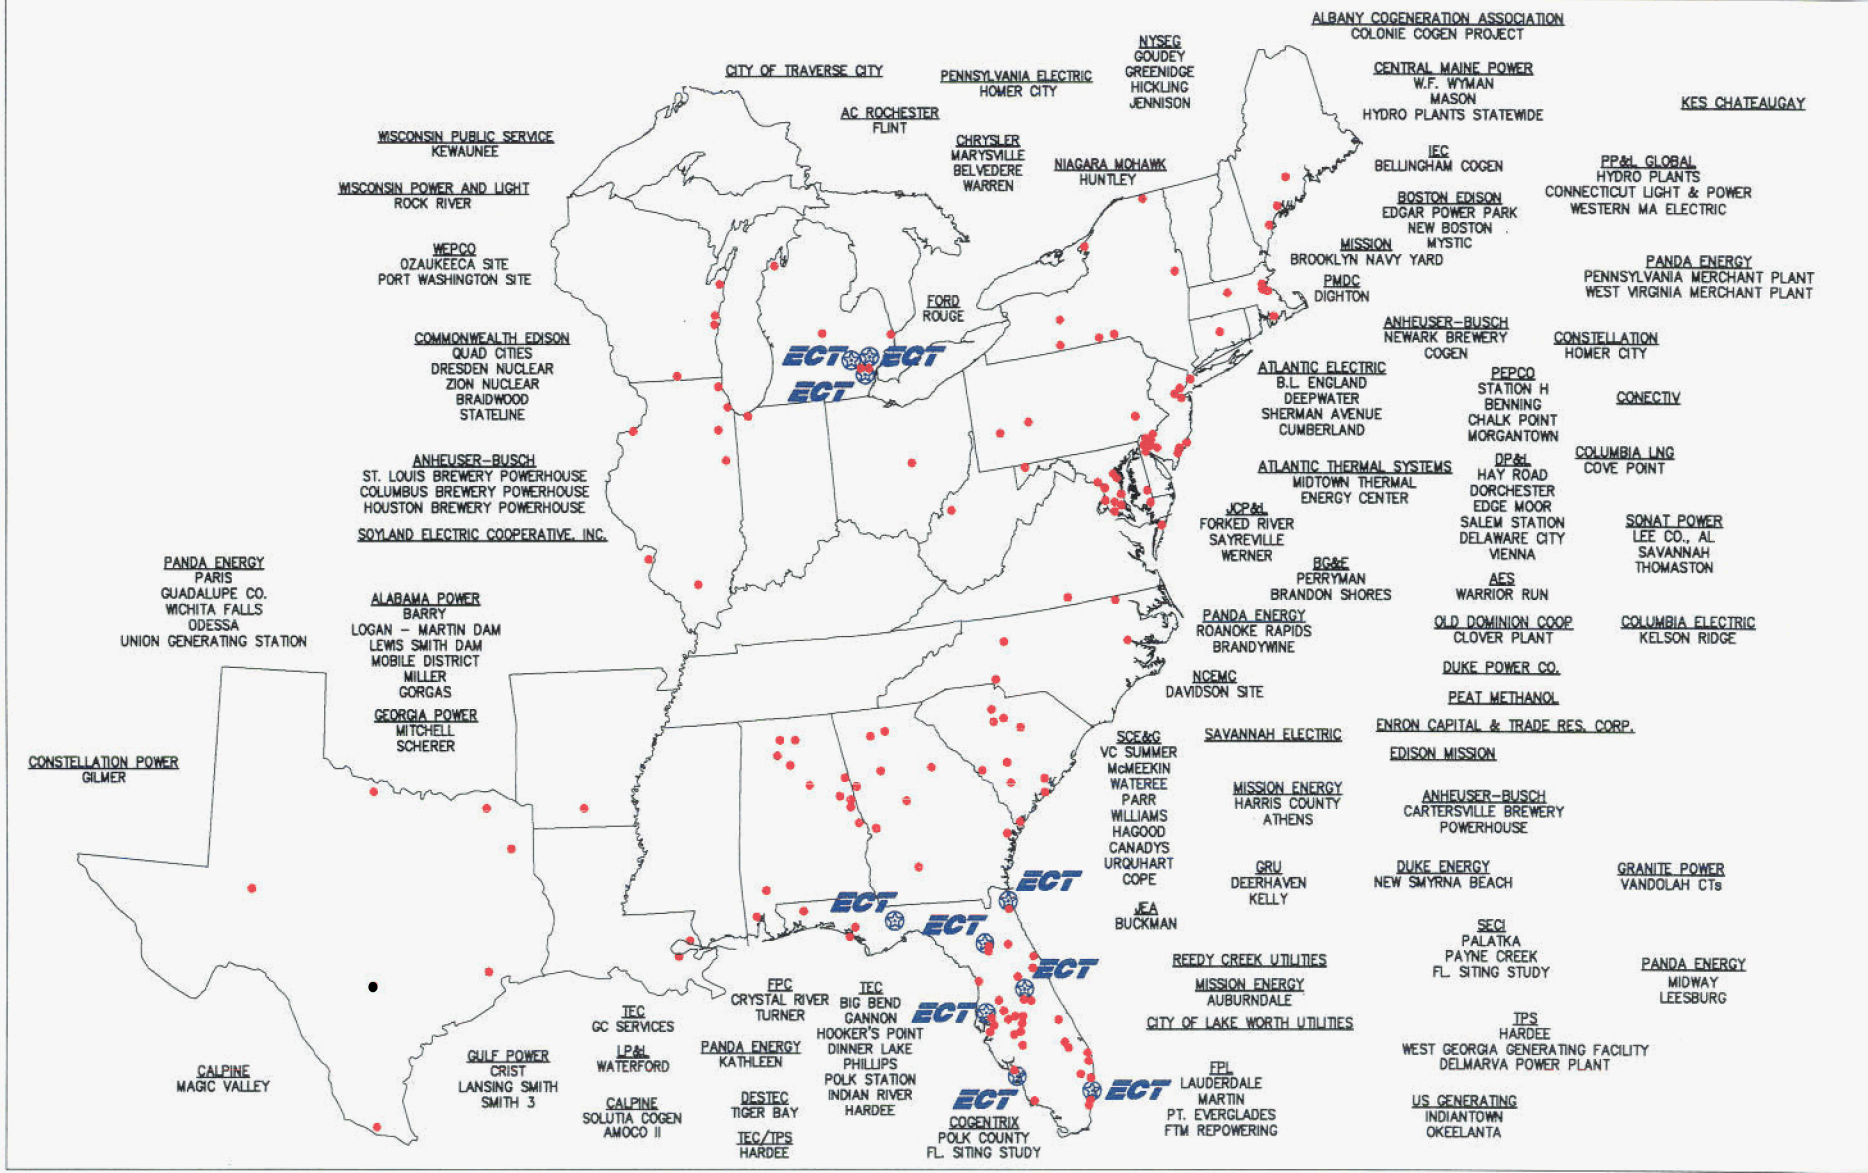 ALBANY COGENERATION ASSOCIATION
COLONIE COGEN PROJECT
NYSEG
GOUDEY
GREENIDGE
HICKLING
JENNISON
CITY OF TRAVERSE CITY
PENNSYLVANIA ELECTRIC
HOMER CITY
CENTRAL MAINE POWER
W.F. WYMAN
MASON
HYDRO PLANTS STATEWIDE
KES CHATEAUGAY
AC ROCHESTER
FLINT
WISCONSIN PUBLIC SERVICE
KEWAUNEE
CHRYSLER
MARYSVILLE
BELVEDERE
WARREN
NIAGARA MOHAWK
HUNTLEY
IEC
BELLINGHAM COGEN
PP&L GLOBAL
HYDRO PLANTS
CONNECTICUT LIGHT & POWER
WESTERN MA ELECTRIC
WISCONSIN POWER AND LIGHT
ROCK RIVER
BOSTON EDISON
EDGAR POWER PARK
NEW BOSTON
MYSTIC
MISSION
BROOKLYN NAVY YARD
WEPCO
OZAUKEECA SITE
PORT WASHINGTON SITE
PMDC
DIGHTON
PANDA ENERGY
PENNSYLVANIA MERCHANT PLANT
WEST VIRGINIA MERCHANT PLANT
FORD
ROUGE
ANHEUSER-BUSCH
NEWARK BREWERY
COGEN
CONSTELLATION
HOMER CITY
COMMONWEALTH EDISON
QUAD CITIES
DRESDEN NUCLEAR
ZION NUCLEAR
BRAIDWOOD
STATELINE
ECT
ECT
ECT
ATLANTIC ELECTRIC
B.L. ENGLAND
DEEPWATER
SHERMAN AVENUE
CUMBERLAND
PEPCO
STATION H
BENNING
CHALK POINT
MORGANTOWN
CONECTIV
ANHEUSER-BUSCH
ST. LOUIS BREWERY POWERHOUSE
COLUMBUS BREWERY POWERHOUSE
HOUSTON BREWERY POWERHOUSE
ATLANTIC THERMAL SYSTEMS
MIDTOWN THERMAL
ENERGY CENTER
DP&L
HAY ROAD
DORCHESTER
EDGE MOOR
SALEM STATION
DELAWARE CITY
VIENNA
COLUMBIA LNG
COVE POINT
SOYLAND ELECTRIC COOPERATIVE, INC.
JCP&L
FORKED RIVER
SAYREVILLE
WERNER
SONAT POWER
LEE CO., AL
SAVANNAH
THOMASTON
PANDA ENERGY
PARIS
GUADALUPE CO.
WICHITA FALLS
ODESSA
UNION GENERATING STATION
BG&E
PERRYMAN
BRANDON SHORES
AES
WARRIOR RUN
ALABAMA POWER
BARRY
LOGAN - MARTIN DAM
LEWIS SMITH DAM
MOBILE DISTRICT
MILLER
GORGAS
PANDA ENERGY
ROANOKE RAPIDS
BRANDYWINE
OLD DOMINION COOP
CLOVER PLANT
COLUMBIA ELECTRIC
KELSON RIDGE
NCEMC
DAVIDSON SITE
DUKE POWER CO.
PEAT METHANOL
GEORGIA POWER
MITCHELL
SCHERER
ENRON CAPITAL & TRADE RES. CORP.
CONSTELLATION POWER
GILMER
SCE&G
VC SUMMER
McMEEKIN
WATEREE
PARR
WILLIAMS
HAGOOD
CANADYS
URQUHART
COPE
SAVANNAH ELECTRIC
EDISON MISSION
MISSION ENERGY
HARRIS COUNTY
ATHENS
ANHEUSER-BUSCH
CARTERSVILLE BREWERY
POWERHOUSE
GRU
DEERHAVEN
KELLY
DUKE ENERGY
NEW SMYRNA BEACH
GRANITE POWER
VANDOLAH CTs
ECT
ECT
ECT
JEA
BUCKMAN
SECI
PALATKA
PAYNE CREEK
FL. SITING STUDY
ECT
REEDY CREEK UTILITIES
MISSION ENERGY
AUBURNDALE
CITY OF LAKE WORTH UTILITIES
PANDA ENERGY
MIDWAY
LEESBURG
ECT
FPC
CRYSTAL RIVER
TURNER
TEC
BIG BEND
GANNON
HOOKER'S POINT
DINNER LAKE
PHILLIPS
POLK STATION
INDIAN RIVER
HARDEE
TEC
GC SERVICES
LP&L
WATERFORD
PANDA ENERGY
KATHLEEN
TPS
HARDEE
WEST GEORGIA GENERATING FACILITY
DELMARVA POWER PLANT
CALPINE
MAGIC VALLEY
GULF POWER
CRIST
LANSING SMITH
SMITH 3
CALPINE
SOLUTIA COGEN
AMOCO II
DESTEC
TIGER BAY
TEC/TPS
HARDEE
ECT
ECT
COGENTRIX
POLK COUNTY
FL. SITING STUDY
FPL
LAUDERDALE
MARTIN
PT. EVERGLADES
FTM REPOWERING
US GENERATING
INDIANTOWN
OKEELANTA